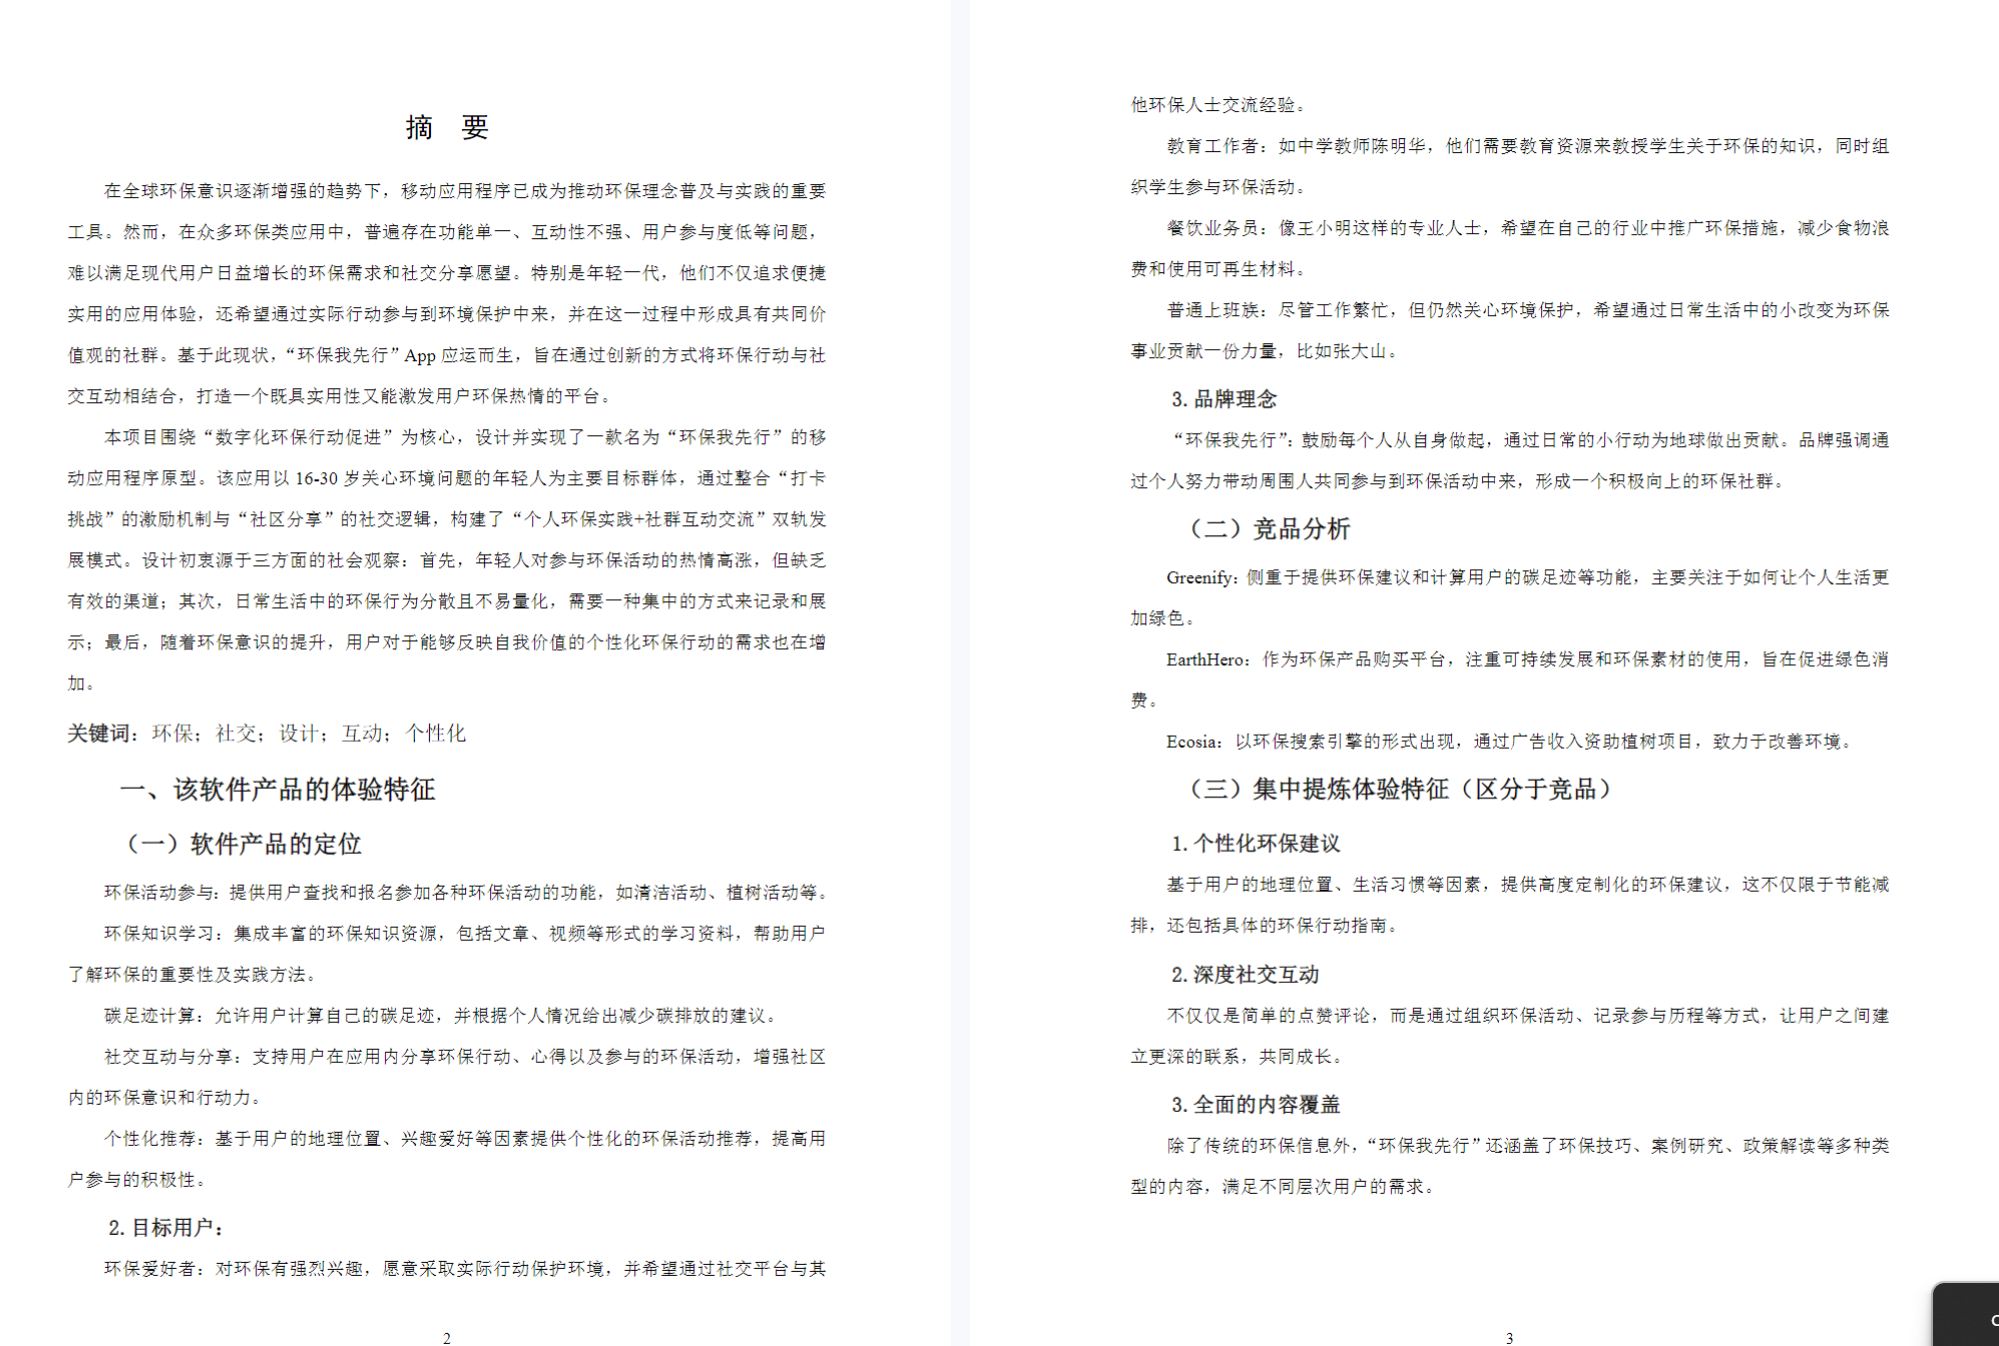 摘 要
在全球环保意识逐渐增强的趋势下，移动应用程序已成为推动环保理念普及与实践的重要
工具。然而，在众多环保类应用中，普遍存在功能单一、互动性不强、用户参与度低等问题，
难以满足现代用户日益增长的环保需求和社交分享愿望。特别是年轻一代，他们不仅追求便捷
实用的应用体验，还希望通过实际行动参与到环境保护中来，并在这一过程中形成具有共同价
值观的社群。基于此现状，“环保我先行”App 应运而生，旨在通过创新的方式将环保行动与社
交互动相结合，打造一个既具实用性又能激发用户环保热情的平台。
本项目围绕“数字化环保行动促进”为核心，设计并实现了一款名为“环保我先行”的移
动应用程序原型。该应用以 16-30 岁关心环境问题的年轻人为主要目标群体，通过整合“打卡
挑战”的激励机制与“社区分享”的社交逻辑，构建了“个人环保实践+社群互动交流”双轨发
展模式。设计初衷源于三方面的社会观察：首先，年轻人对参与环保活动的热情高涨，但缺乏
有效的渠道；其次，日常生活中的环保行为分散且不易量化，需要一种集中的方式来记录和展
示；最后，随着环保意识的提升，用户对于能够反映自我价值的个性化环保行动的需求也在增
加。
关键词：环保；社交；设计；互动；个性化
一、该软件产品的体验特征
（一）软件产品的定位
环保活动参与：提供用户查找和报名参加各种环保活动的功能，如清洁活动、植树活动等。
环保知识学习：集成丰富的环保知识资源，包括文章、视频等形式的学习资料，帮助用户
了解环保的重要性及实践方法。
碳足迹计算：允许用户计算自己的碳足迹，并根据个人情况给出减少碳排放的建议。
社交互动与分享：支持用户在应用内分享环保行动、心得以及参与的环保活动，增强社区
内的环保意识和行动力。
个性化推荐：基于用户的地理位置、兴趣爱好等因素提供个性化的环保活动推荐，提高用
户参与的积极性。
2. 目标用户：
环保爱好者：对环保有强烈兴趣，愿意采取实际行动保护环境，并希望通过社交平台与其
2
他环保人士交流经验。
教育工作者：如中学教师陈明华，他们需要教育资源来教授学生关于环保的知识，同时组
织学生参与环保活动。
餐饮业务员：像王小明这样的专业人士，希望在自己的行业中推广环保措施，减少食物浪
费和使用可再生材料。
普通上班族：尽管工作繁忙，但仍然关心环境保护，希望通过日常生活中的小改变为环保
事业贡献一份力量，比如张大山。
3. 品牌理念
“环保我先行”：鼓励每个人从自身做起，通过日常的小行动为地球做出贡献。品牌强调通
过个人努力带动周围人共同参与到环保活动中来，形成一个积极向上的环保社群。
（二）竞品分析
Greenify：侧重于提供环保建议和计算用户的碳足迹等功能，主要关注于如何让个人生活更
加绿色。
EarthHero：作为环保产品购买平台，注重可持续发展和环保素材的使用，旨在促进绿色消
费。
Ecosia：以环保搜索引擎的形式出现，通过广告收入资助植树项目，致力于改善环境。
（三）集中提炼体验特征（区分于竞品）
1. 个性化环保建议
基于用户的地理位置、生活习惯等因素，提供高度定制化的环保建议，这不仅限于节能减
排，还包括具体的环保行动指南。
2. 深度社交互动
不仅仅是简单的点赞评论，而是通过组织环保活动、记录参与历程等方式，让用户之间建
立更深的联系，共同成长。
3. 全面的内容覆盖
除了传统的环保信息外，“环保我先行”还涵盖了环保技巧、案例研究、政策解读等多种类
型的内容，满足不同层次用户的需求。
3